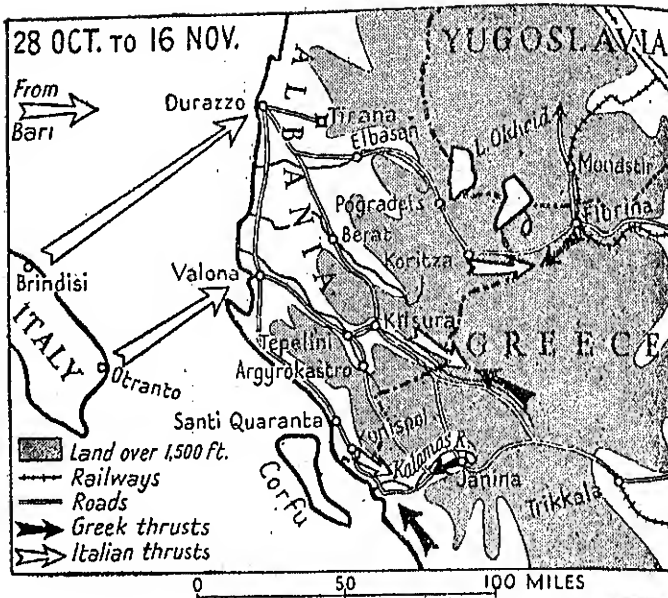 28 OCT. TO 16 NOV.
YUGOSLAVIA
From
Bari
ALBANIA
Durazzo
Tirana
Elbasan
L. Okhrid
Monastir
Florina
Pogradets
Koritza
Berat
Brindisi
Valona
ITALY
Otranto
Klisura
Tepelini
GREECE
Argyrokastro
Santi Quaranta
Konispol
Kalamas R.
Janina
Trikkala
Corfu
Land over 1,500 ft.
Railways
Roads
Greek thrusts
Italian thrusts
0 50 100 MILES